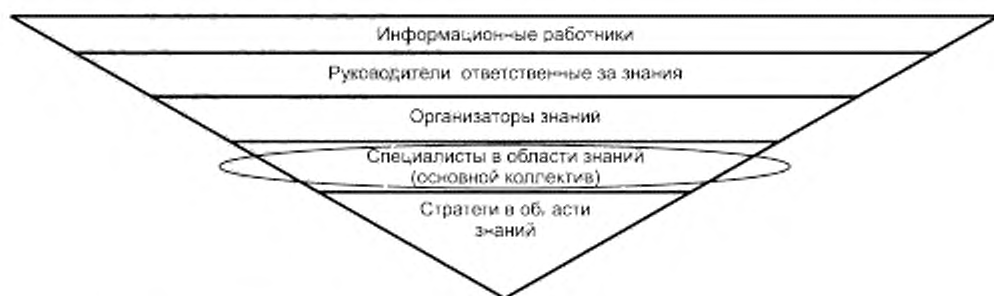 Информационные работники
Руководители ответственные за знания
Организаторы знаний
Специалисты в области знаний
(основной коллектив)
Стратеги в области
знаний